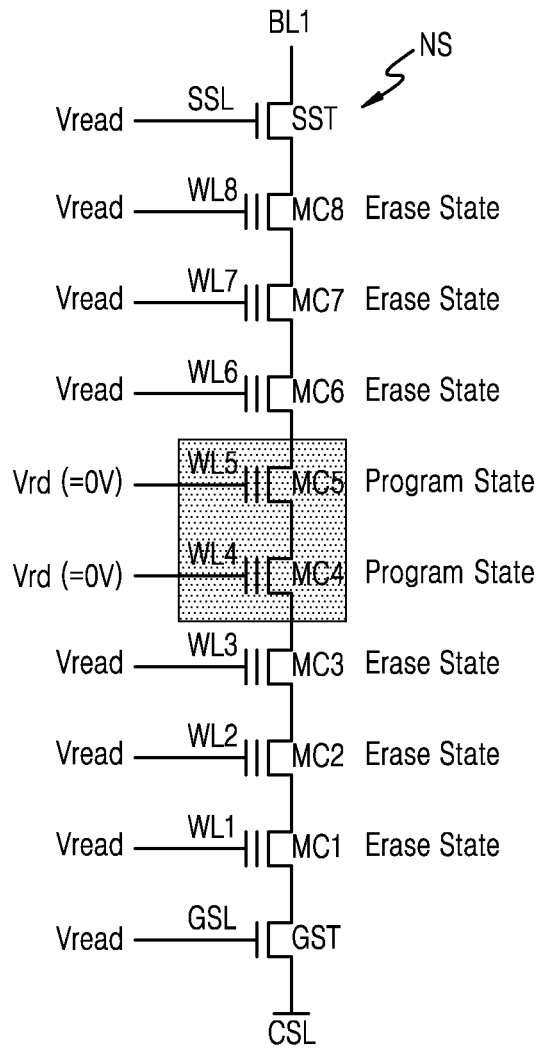 BL1
NS
SSL
Vread SST
WL8
Vread MC8 Erase State
WL7
Vread MC7 Erase State
WL6
Vread MC6 Erase State
WL5
Vrd (=0V) MC5 Program State
WL4
Vrd (=0V) MC4 Program State
WL3
Vread MC3 Erase State
WL2
Vread MC2 Erase State
WL1
Vread MC1 Erase State
GSL
Vread GST
CSL